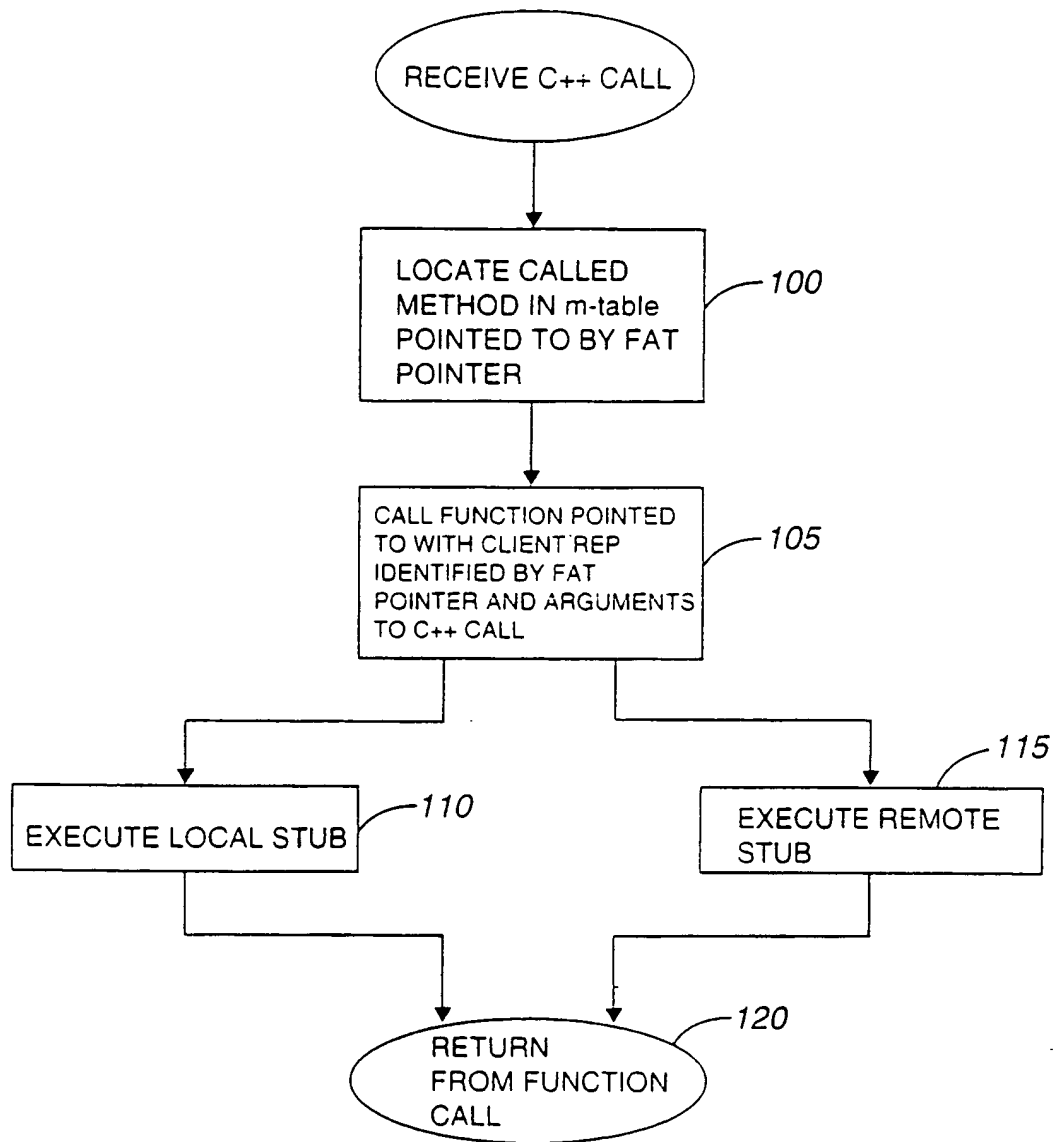 RECEIVE C++ CALL
LOCATE CALLED
METHOD IN m-table
POINTED TO BY FAT
POINTER
100
CALL FUNCTION POINTED
TO WITH CLIENT REP
IDENTIFIED BY FAT
POINTER AND ARGUMENTS
TO C++ CALL
105
EXECUTE LOCAL STUB
110
EXECUTE REMOTE
STUB
115
RETURN
FROM FUNCTION
CALL
120